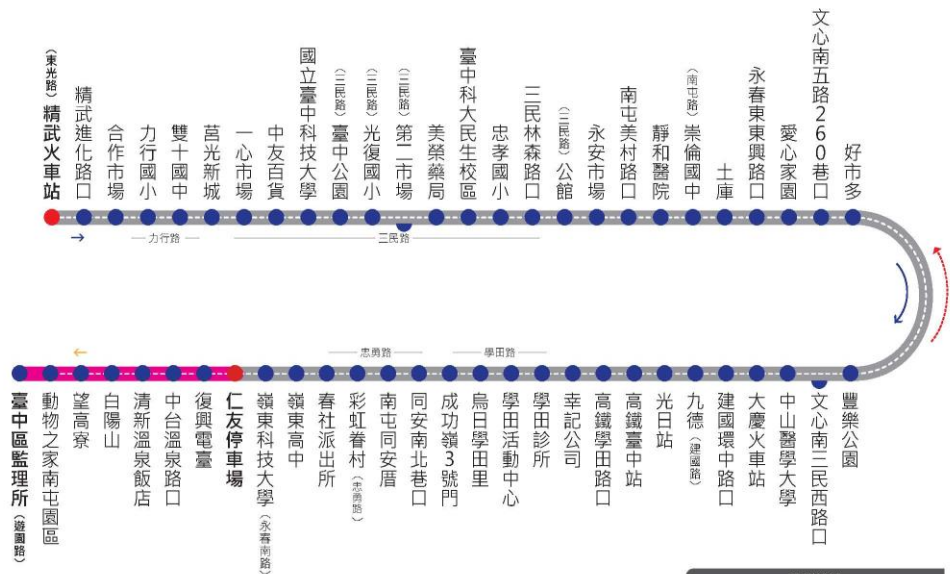 精武火車站（東光路）
精武進化路口
合作市場
力行國小
雙十國中
莒光新城
一心市場
中友百貨
國立臺中科技大學
臺中公園（三民路）
光復國小（三民路）
第二市場（三民路）
美榮藥局
臺中科大民生校區
忠孝國小
三民林森路口
公館（三民路）
永安市場
南屯美村路口
靜和醫院
崇倫國中（南屯路）
土庫
永春東東興路口
愛心家園
文心南五路260巷口
好市多
力行路
三民路
忠勇路
學田路
臺中區監理所（遊園路）
動物之家南屯園區
望高寮
白陽山
清新溫泉飯店
中台溫泉路口
復興電臺
仁友停車場
嶺東科技大學（永春南路）
嶺東高中
春社派出所
彩虹眷村（忠勇路）
南屯同安厝
同安南北巷口
成功嶺3號門
烏日學田里
學田活動中心
學田診所
幸記公司
高鐵學田路口
高鐵臺中站
光日站
九德（建國路）
建國環中路口
大慶火車站
中山醫學大學
文心南三民西路口
豐樂公園